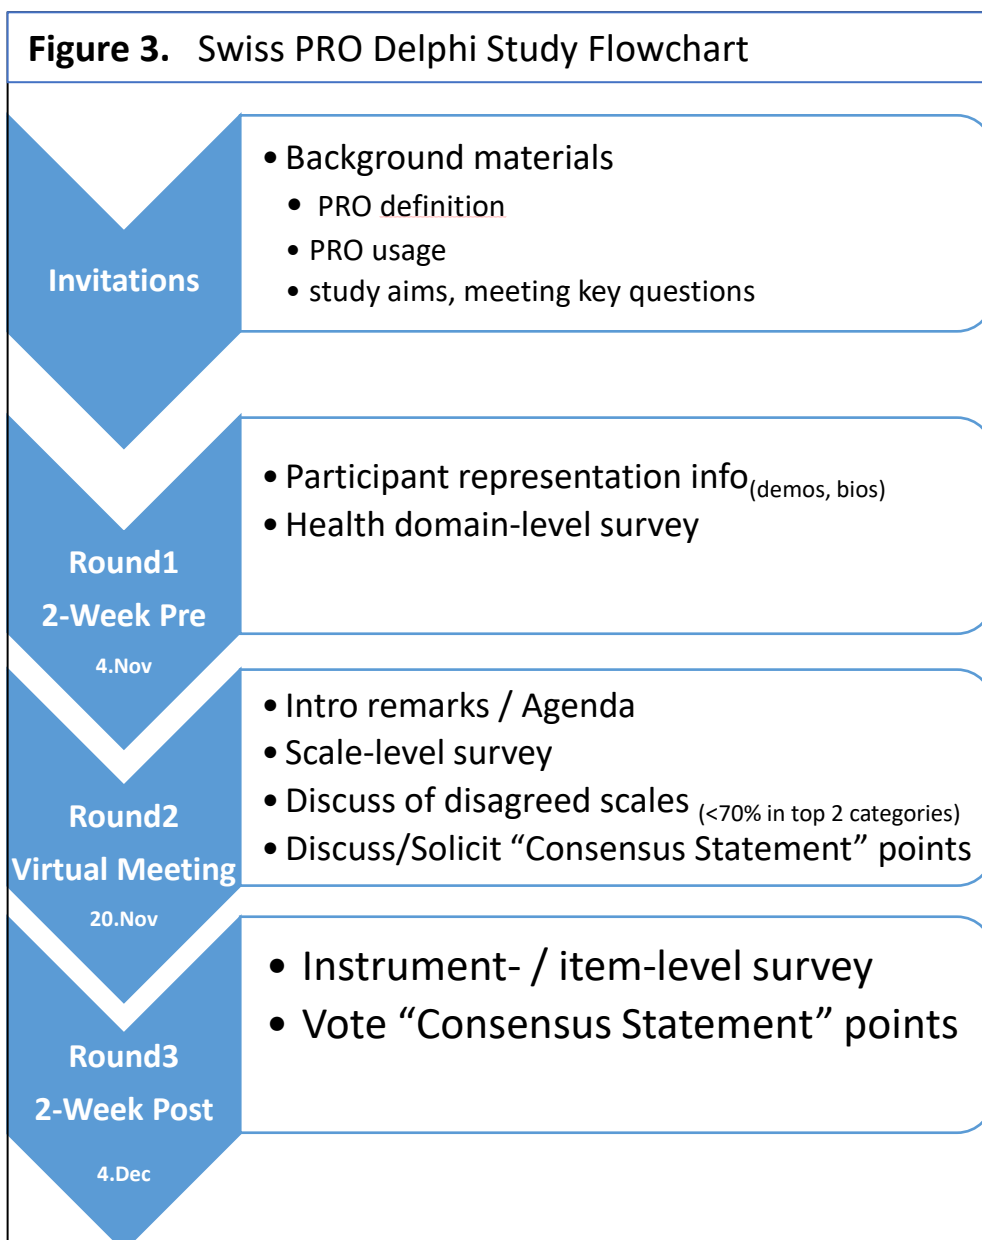 Figure 3. Swiss PRO Delphi Study Flowchart
Invitations
• Background materials
• PRO definition
• PRO usage
• study aims, meeting key questions
Round1
2-Week Pre
4.Nov
• Participant representation info (demos, bios)
• Health domain-level survey
Round2
Virtual Meeting
20.Nov
• Intro remarks / Agenda
• Scale-level survey
• Discuss of disagreed scales (<70% in top 2 categories)
• Discuss/Solicit “Consensus Statement” points
Round3
2-Week Post
4.Dec
• Instrument- / item-level survey
• Vote “Consensus Statement” points